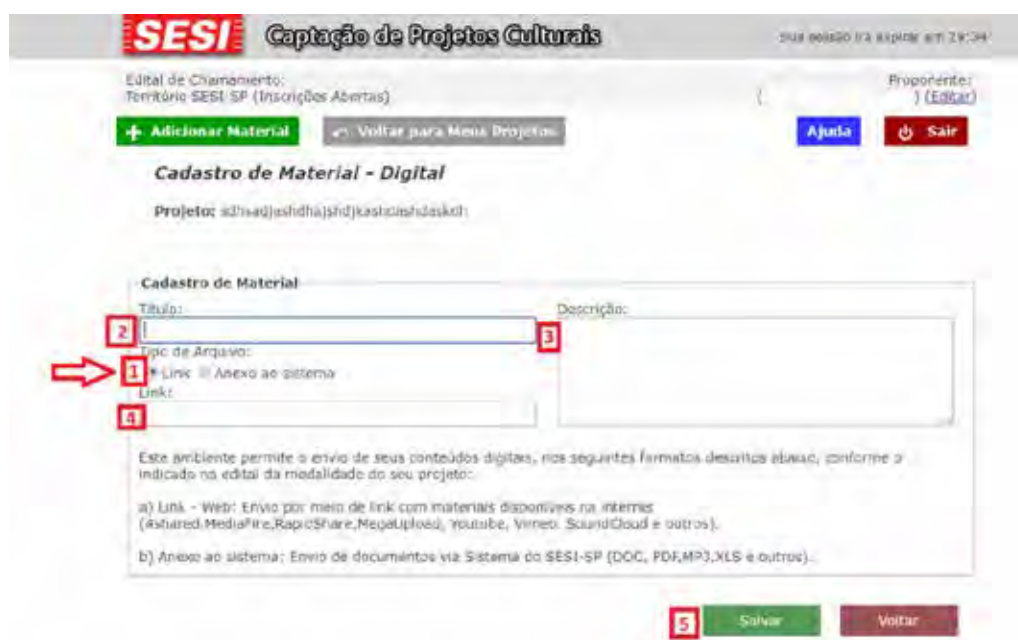 SESI Captação de Projetos Culturais
Sua sessão irá expirar em 29:34
Edital de Chamamento:
Território SESI-SP (Inscrições Abertas)
Proponente:
( ) (Editar)
+ Adicionar Material
Voltar para Meus Projetos
Ajuda
Sair
Cadastro de Material - Digital
Projeto:
Cadastro de Material
Título:
Descrição:
2
3
Tipo de Arquivo:
1 Link Anexo ao sistema
Link:
4
Este ambiente permite o envio de seus conteúdos digitais, nos seguintes formatos descritos abaixo, conforme o
indicado no edital da modalidade do seu projeto:
a) Link - Web: Envio por meio de link com materiais disponíveis na internet
(4shared,MediaFire,RapidShare,MegaUpload, Youtube, Vimeo, SoundCloud e outros).
b) Anexo ao sistema: Envio de documentos via Sistema do SESI-SP (DOC, PDF,MP3,XLS e outros).
5 Salvar Voltar